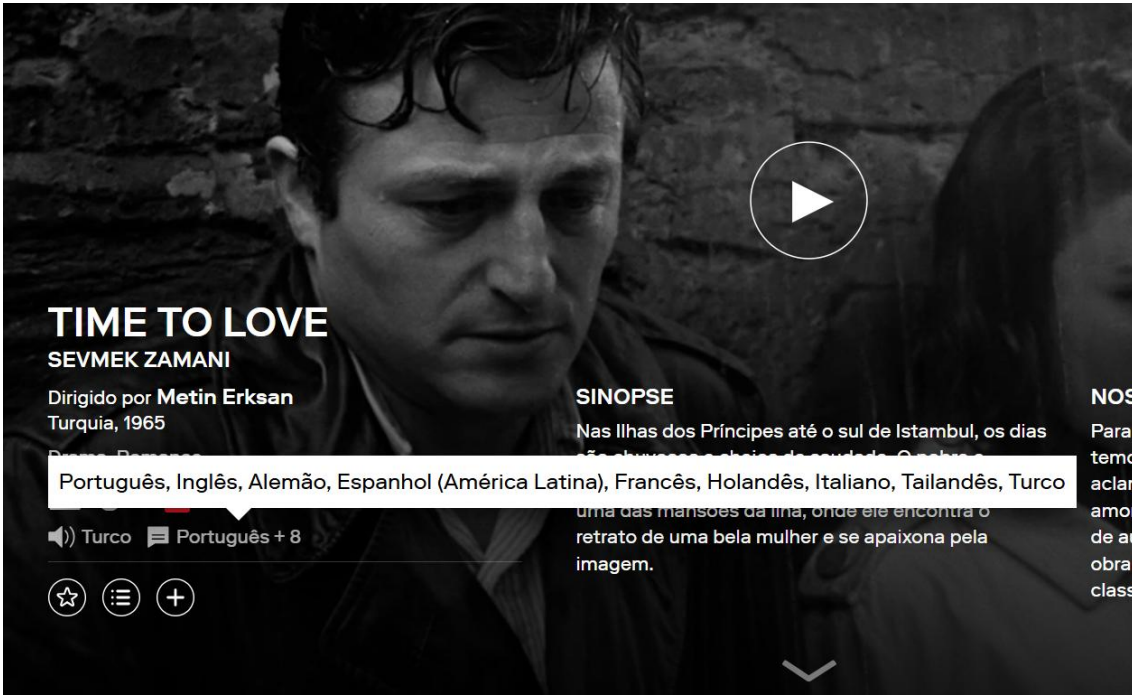 TIME TO LOVE
SEVMEK ZAMANI
Dirigido por Metin Erksan
Turquia, 1965
Português, Inglês, Alemão, Espanhol (América Latina), Francês, Holandês, Italiano, Tailandês, Turco
Turco Português + 8
SINOPSE
Nas Ilhas dos Príncipes até o sul de Istambul, os dias
uma das mansões da ilha, onde ele encontra o
retrato de uma bela mulher e se apaixona pela
imagem.
NOS
Para
temo
aclar
amo
de au
obra
class